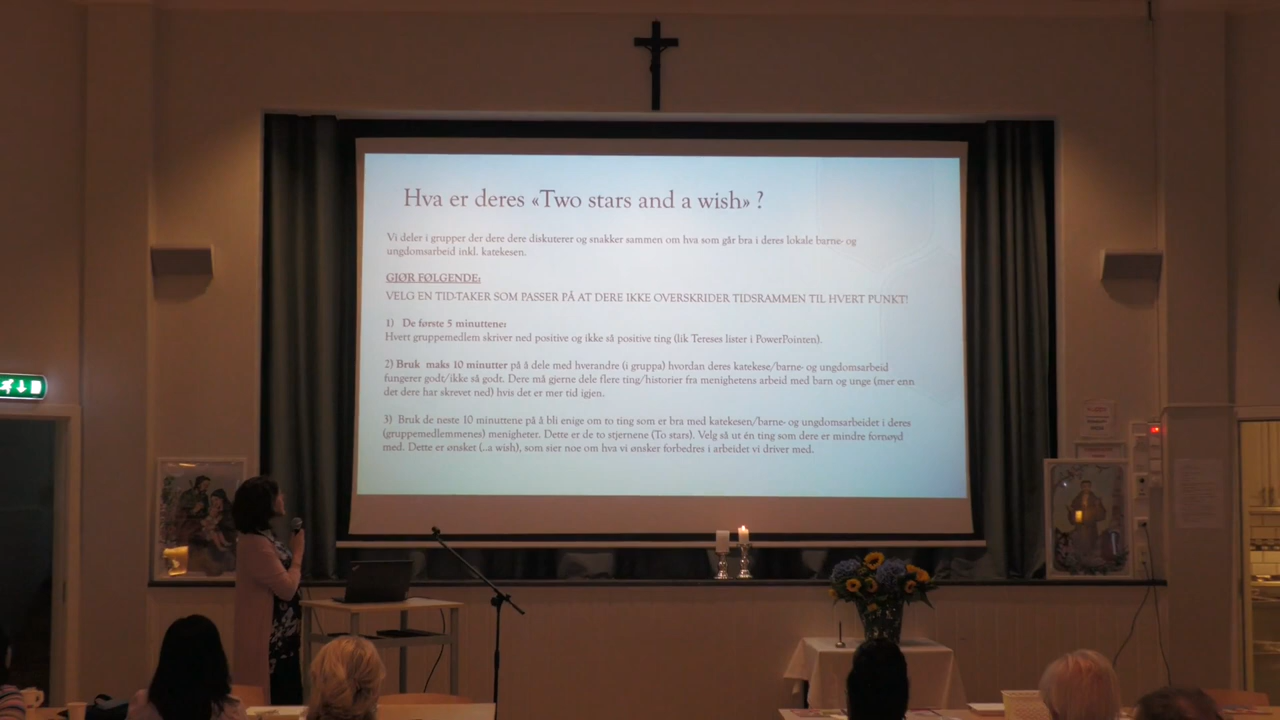 Hva er deres «Two stars and a wish» ?
Vi deler i grupper der dere dere diskuterer og snakker sammen om hva som går bra i deres lokale barne- og
ungdomsarbeid inkl. katekesen.
GJØR FØLGENDE:
VELG EN TID-TAKER SOM PASSER PÅ AT DERE IKKE OVERSKRIDER TIDSRAMMEN TIL HVERT PUNKT!
1) De første 5 minuttene:
Hvert gruppemedlem skriver ned positive og ikke så positive ting (lik Tereses lister i PowerPointen).
2) Bruk maks 10 minutter på å dele med hverandre (i gruppa) hvordan deres katekese/barne- og ungdomsarbeid
fungerer godt/ikke så godt. Dere må gjerne dele flere ting/historier fra menighetens arbeid med barn og unge (mer enn
det dere har skrevet ned) hvis det er mer tid igjen.
3) Bruk de neste 10 minuttene på å bli enige om to ting som er bra med katekesen/barne- og ungdomsarbeidet i deres
(gruppemedlemmenes) menigheter. Dette er de to stjernene (To stars). Velg så ut én ting som dere er mindre fornøyd
med. Dette er ønsket (..a wish), som sier noe om hva vi ønsker forbedres i arbeidet vi driver med.